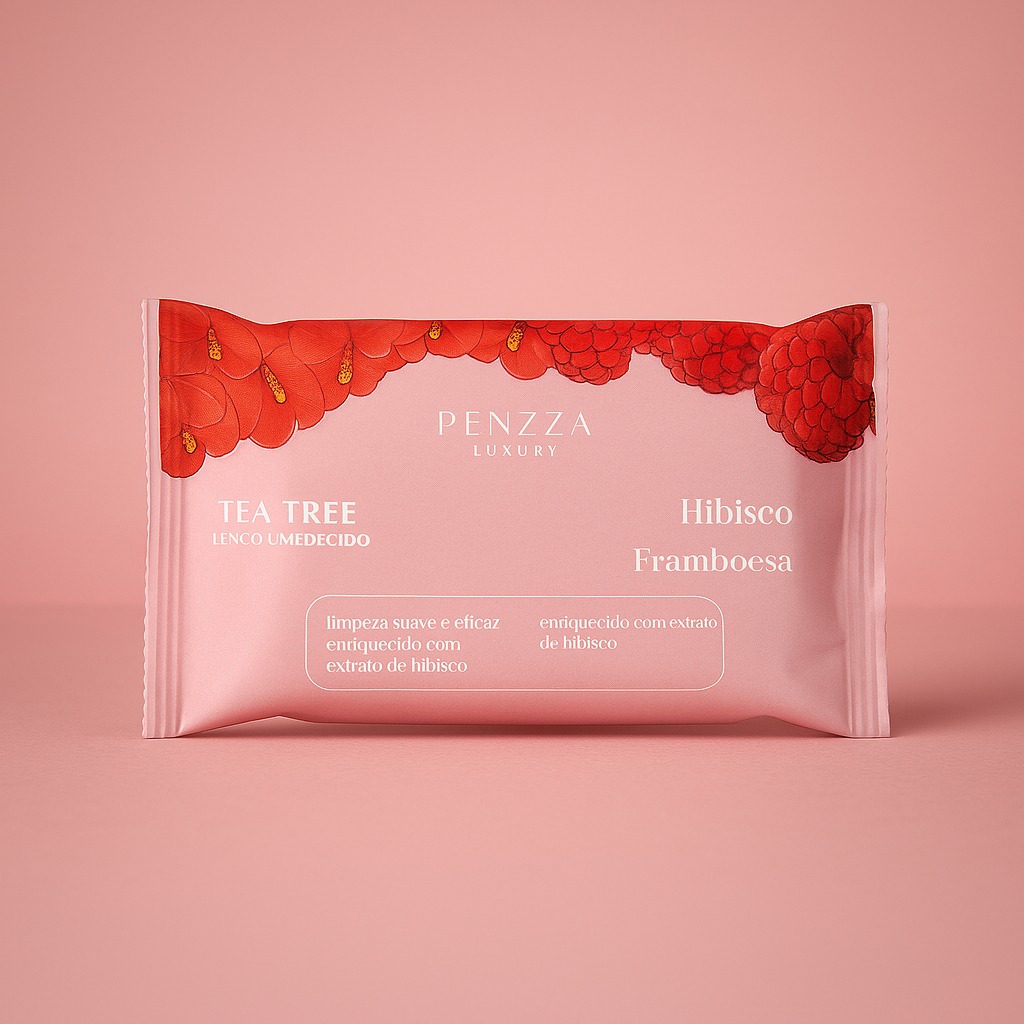 PENZZA
LUXURY
TEA TREE
LENCO UMEDECIDO
Hibisco
Framboesa
limpeza suave e eficaz
enriquecido com
extrato de hibisco
enriquecido com extrato
de hibisco